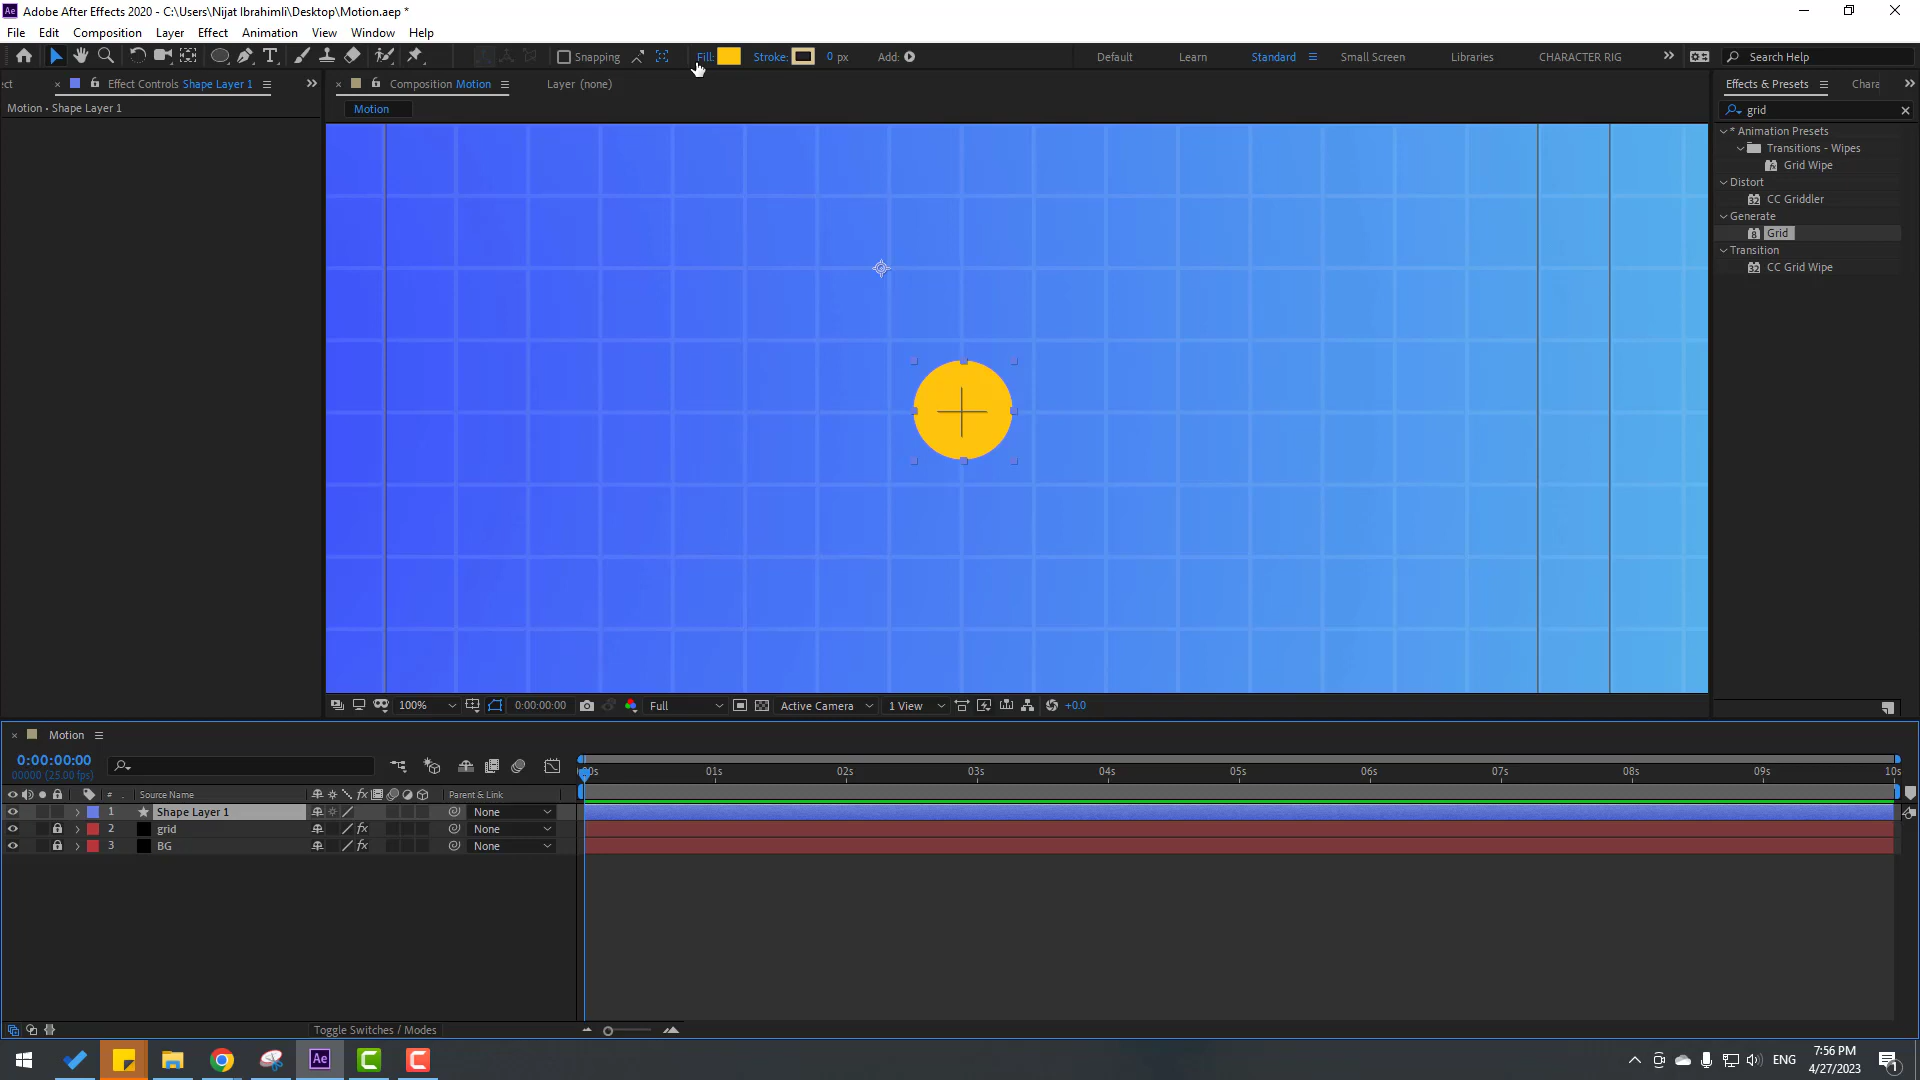 Adobe After Effects 2020 - C:\Users\Nijat Ibrahimli\Desktop\Motion.aep *
File Edit Composition Layer Effect Animation View Window Help
Snapping Fill: Stroke: 0 px Add: Default Learn Standard Small Screen Libraries CHARACTER RIG Search Help
ect Effect Controls Shape Layer 1 Composition Motion Layer (none) Effects & Presets Chara
Motion • Shape Layer 1
Motion
grid
* Animation Presets
Transitions - Wipes
Grid Wipe
Distort
CC Griddler
Generate
Grid
Transition
CC Grid Wipe
100% 0:00:00:00 Full Active Camera 1 View +0.0
Motion
0:00:00:00
00000 (25.00 fps)
00s 01s 02s 03s 04s 05s 06s 07s 08s 09s 10s
# Source Name Parent & Link
1 Shape Layer 1 None
2 grid fx None
3 BG fx None
Toggle Switches / Modes
Ae ENG 7:56 PM
4/27/2023
1